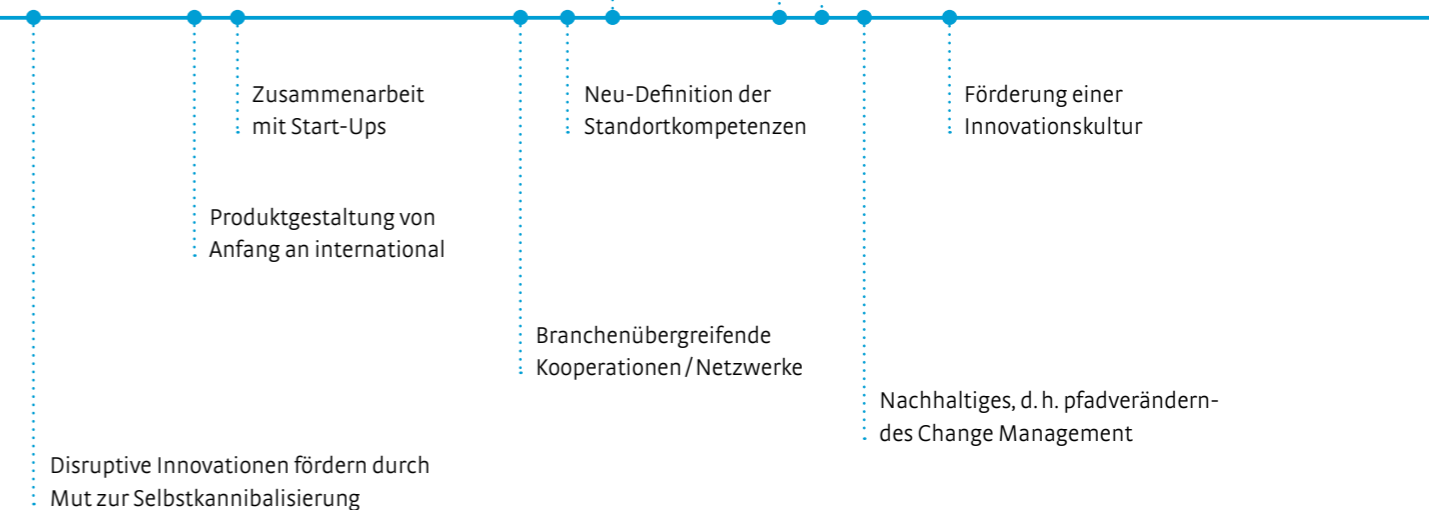 Zusammenarbeit
mit Start-Ups
Neu-Definition der
Standortkompetenzen
Förderung einer
Innovationskultur
Produktgestaltung von
Anfang an international
Branchenübergreifende
Kooperationen / Netzwerke
Nachhaltiges, d. h. pfadverändern-
des Change Management
Disruptive Innovationen fördern durch
Mut zur Selbstkannibalisierung